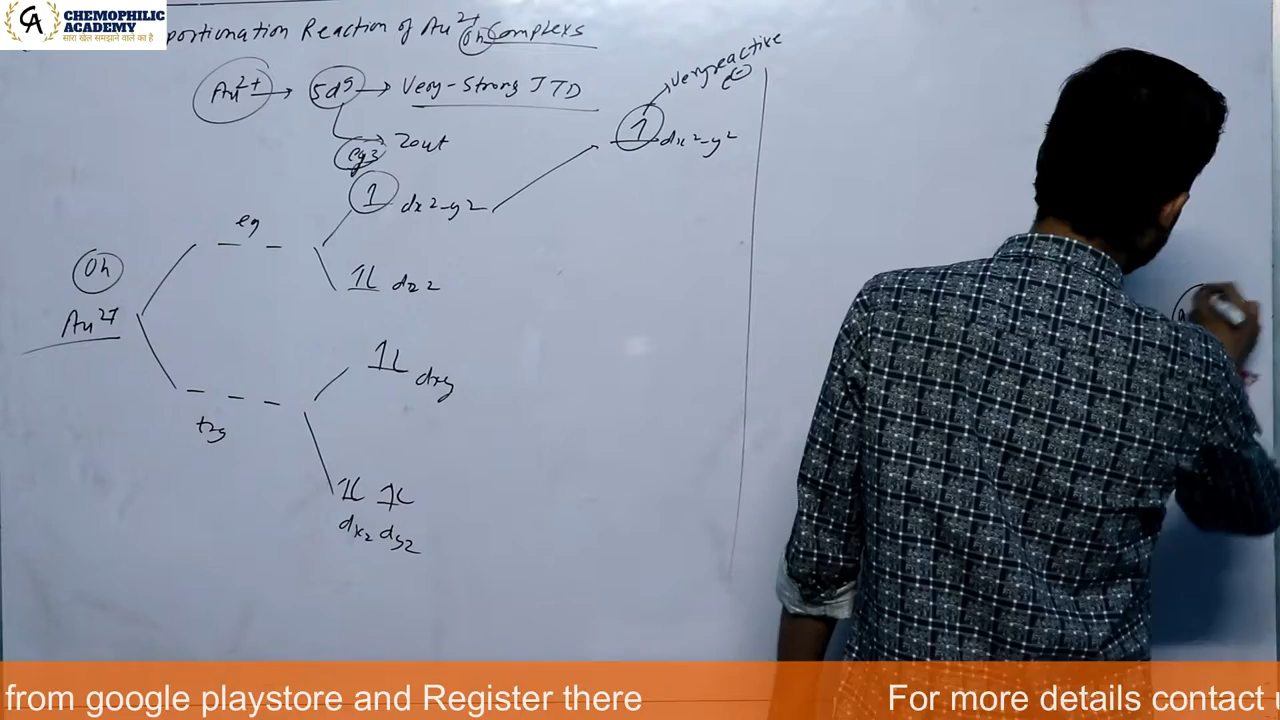 CHEMOPHILIC
ACADEMY
सारा खेल समझाने वाले का है
portionation Reaction of Au²⁺ Oh Complexs
Au²⁺ → 5d⁹ → Very-Strong JTD
eg³ → Zout
1 dx²-y²
1 dx²-y²
Very reactive
e⊖
eg
1L dz2
Oh
Au²⁺
t2g
1L dxy
1L 1L
dxz dyz
from google playstore and Register there
For more details contact